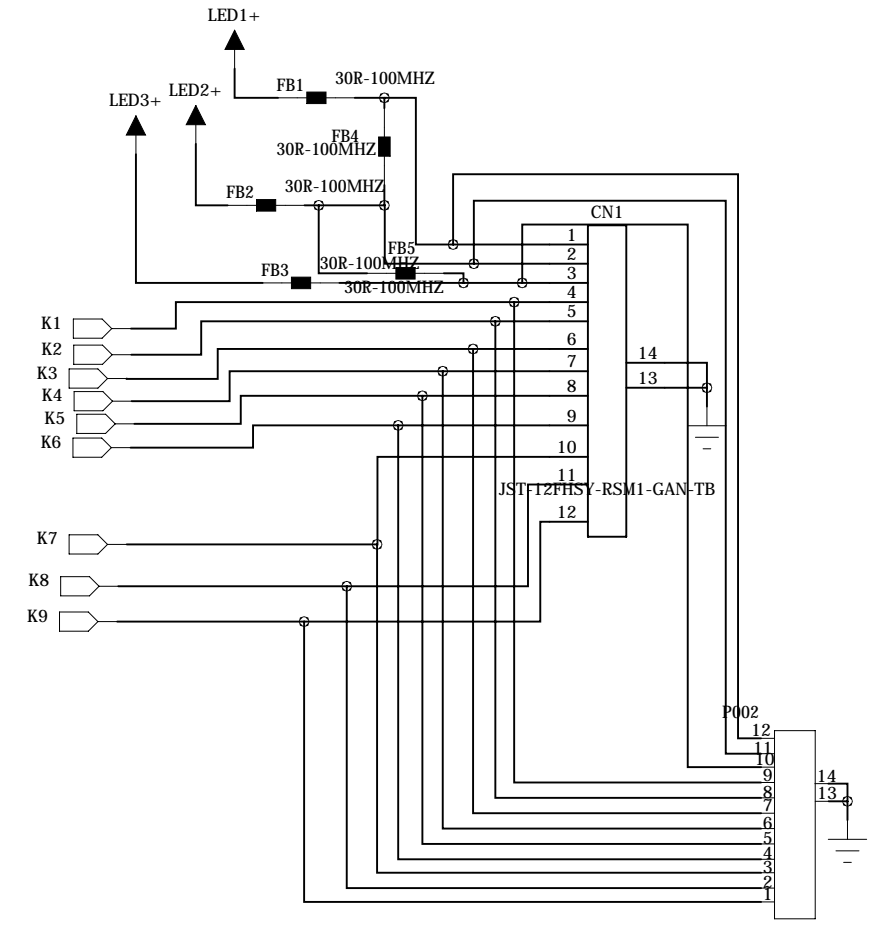 LED1+
LED2+
LED3+
FB1
30R-100MHZ
FB4
30R-100MHZ
FB2
30R-100MHZ
CN1
1
2
FB5
30R-100MHZ
FB3
3
30R-100MHZ
4
K1
5
K2
6
K3
7
14
K4
8
13
K5
9
K6
10
11
JST-12FHSY-RSM1-GAN-TB
12
K7
K8
K9
P002
12
11
10
9
14
8
13
7
6
5
4
3
2
1